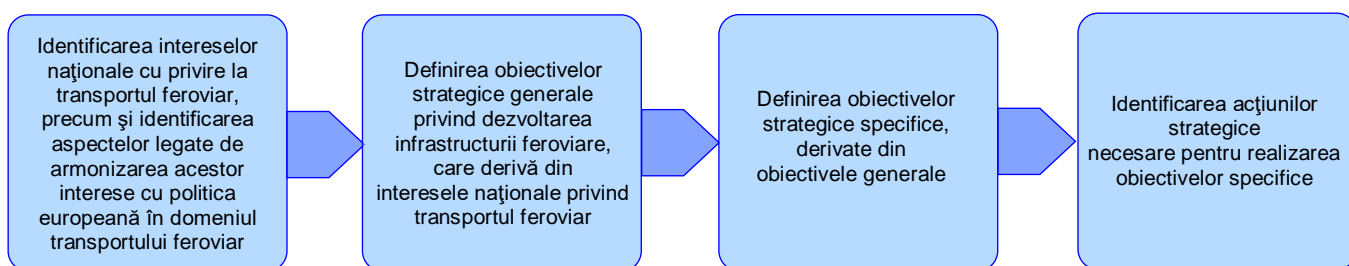 Identificarea intereselor
naţionale cu privire la
transportul feroviar,
precum şi identificarea
aspectelor legate de
armonizarea acestor
interese cu politica
europeană în domeniul
transportului feroviar
Definirea obiectivelor
strategice generale
privind dezvoltarea
infrastructurii feroviare,
care derivă din
interesele naţionale privind
transportul feroviar
Definirea obiectivelor
strategice specifice,
derivate din
obiectivele generale
Identificarea acţiunilor
strategice
necesare pentru realizarea
obiectivelor specifice